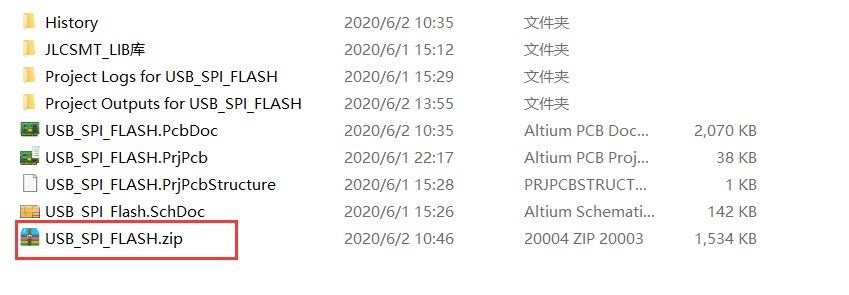 History 2020/6/2 10:35 文件夹
JLCSMT_LIB库 2020/6/1 15:12 文件夹
Project Logs for USB_SPI_FLASH 2020/6/1 15:29 文件夹
Project Outputs for USB_SPI_FLASH 2020/6/2 13:55 文件夹
USB_SPI_FLASH.PcbDoc 2020/6/2 10:35 Altium PCB Doc... 2,070 KB
USB_SPI_FLASH.PrjPcb 2020/6/1 22:17 Altium PCB Proj... 38 KB
USB_SPI_FLASH.PrjPcbStructure 2020/6/1 15:28 PRJPCBSTRUCT... 1 KB
USB_SPI_Flash.SchDoc 2020/6/1 15:26 Altium Schemati... 142 KB
USB_SPI_FLASH.zip 2020/6/2 10:46 20004 ZIP 20003 1,534 KB